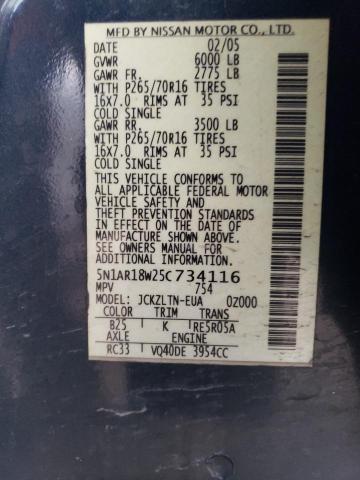 MFD BY NISSAN MOTOR CO., LTD.
DATE 02/05
GVWR 6000 LB
GAWR FR. 2775 LB
WITH P265/70R16 TIRES
16X7.0 RIMS AT 35 PSI
COLD SINGLE
GAWR RR. 3500 LB
WITH P265/70R16 TIRES
16X7.0 RIMS AT 35 PSI
COLD SINGLE
THIS VEHICLE CONFORMS TO
ALL APPLICABLE FEDERAL MOTOR
VEHICLE SAFETY AND
THEFT PREVENTION STANDARDS
IN EFFECT ON THE DATE OF
MANUFACTURE SHOWN ABOVE.
SEE OWNERS MANUAL FOR
ADDITIONAL INFORMATION.
5N1AR18W25C734116
MPV 754
JCKZLTN-EUA 0Z000
COLOR TRIM TRANS
B25 K RE5R05A
AXLE ENGINE
RC33 VQ40DE 3954CC